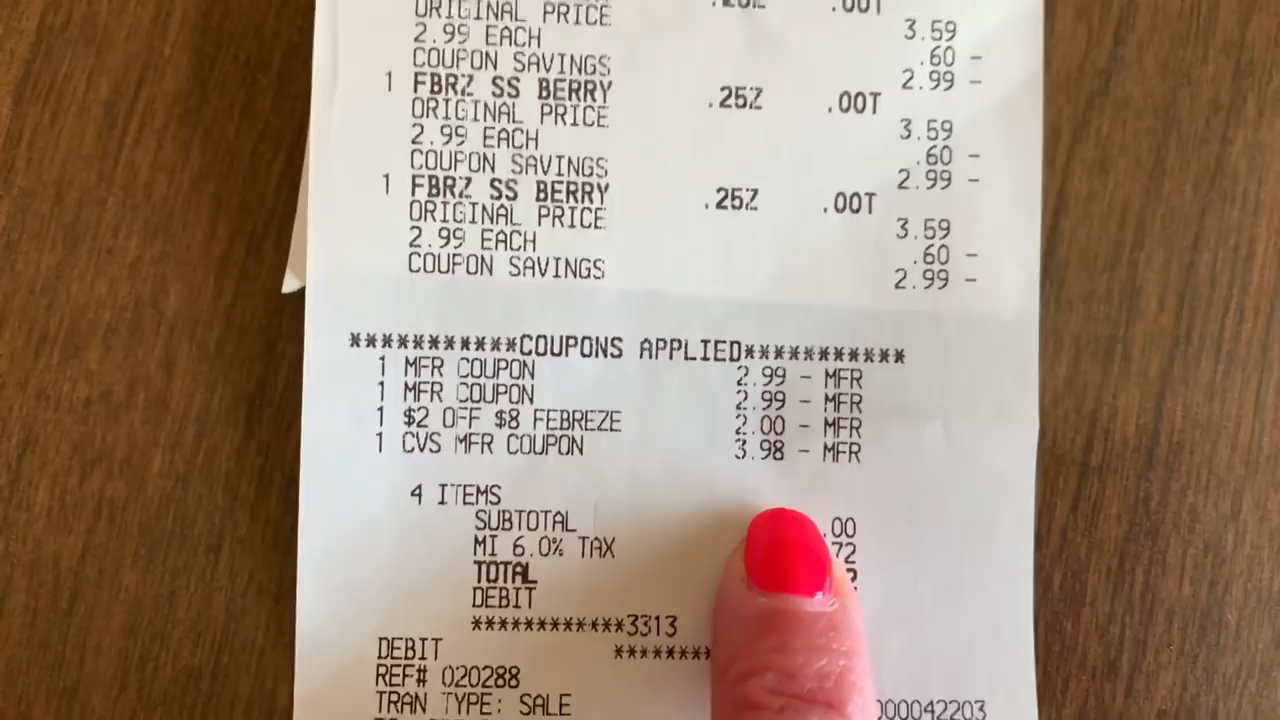 ORIGINAL PRICE 3.59
2.99 EACH .60 -
COUPON SAVINGS 2.99 -
1 FBRZ SS BERRY .25Z .00T
ORIGINAL PRICE 3.59
2.99 EACH .60 -
COUPON SAVINGS 2.99 -
1 FBRZ SS BERRY .25Z .00T
ORIGINAL PRICE 3.59
2.99 EACH .60 -
COUPON SAVINGS 2.99 -
***********COUPONS APPLIED***********
1 MFR COUPON 2.99 - MFR
1 MFR COUPON 2.99 - MFR
1 $2 OFF $8 FEBREZE 2.00 - MFR
1 CVS MFR COUPON 3.98 - MFR
4 ITEMS
SUBTOTAL .00
MI 6.0% TAX 72
TOTAL
DEBIT
************3313
DEBIT ********
REF# 020288
TRAN TYPE: SALE 000042203